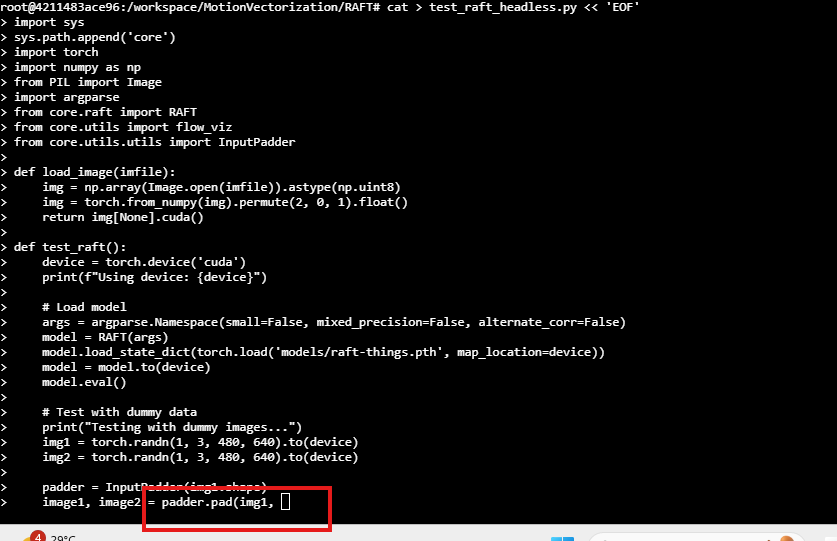 root@4211483ace96:/workspace/MotionVectorization/RAFT# cat > test_raft_headless.py << 'EOF'
> import sys
> sys.path.append('core')
> import torch
> import numpy as np
> from PIL import Image
> import argparse
> from core.raft import RAFT
> from core.utils import flow_viz
> from core.utils.utils import InputPadder
>
> def load_image(imfile):
>     img = np.array(Image.open(imfile)).astype(np.uint8)
>     img = torch.from_numpy(img).permute(2, 0, 1).float()
>     return img[None].cuda()
>
> def test_raft():
>     device = torch.device('cuda')
>     print(f"Using device: {device}")
>
>     # Load model
>     args = argparse.Namespace(small=False, mixed_precision=False, alternate_corr=False)
>     model = RAFT(args)
>     model.load_state_dict(torch.load('models/raft-things.pth', map_location=device))
>     model = model.to(device)
>     model.eval()
>
>     # Test with dummy data
>     print("Testing with dummy images...")
>     img1 = torch.randn(1, 3, 480, 640).to(device)
>     img2 = torch.randn(1, 3, 480, 640).to(device)
>
>     padder = InputPadder(img1.shape)
>     image1, image2 = padder.pad(img1,
4 29°C